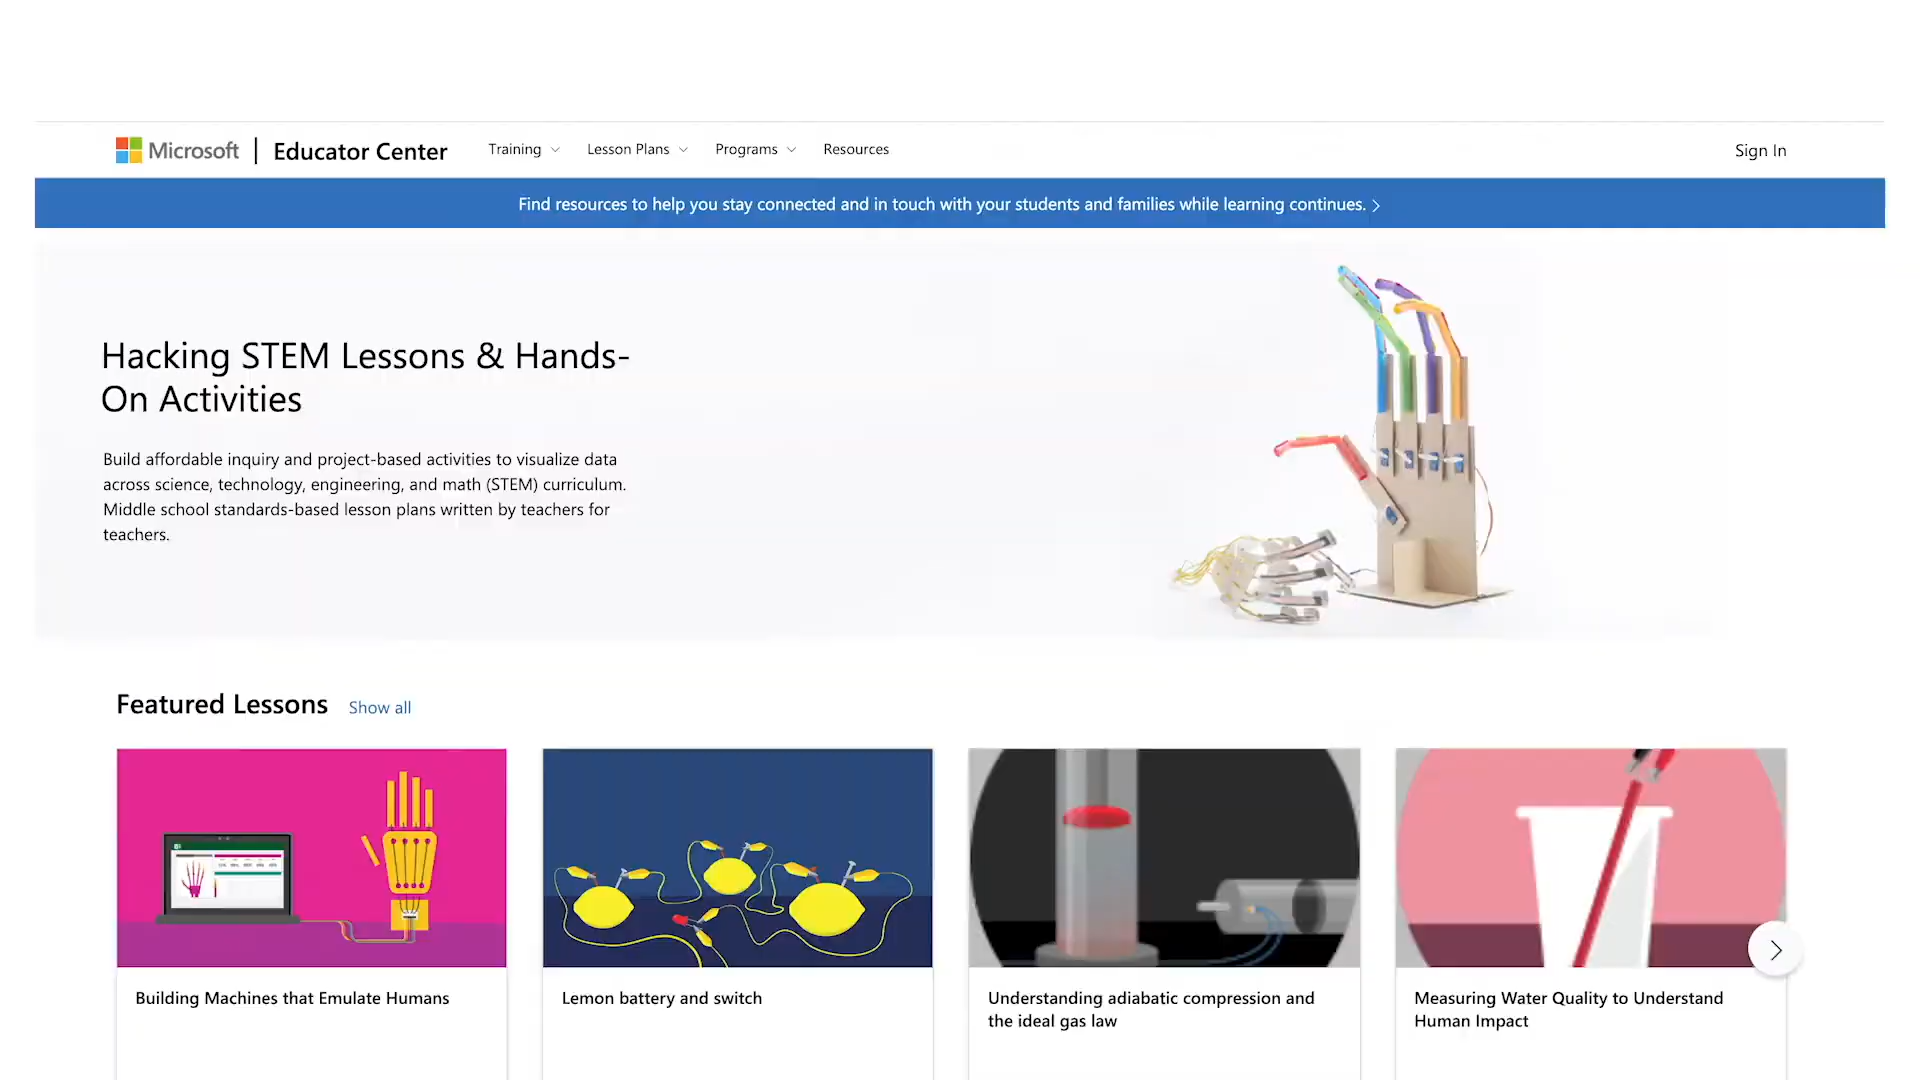 Microsoft | Educator Center
Training
Lesson Plans
Programs
Resources
Sign In
Find resources to help you stay connected and in touch with your students and families while learning continues.
Hacking STEM Lessons & Hands-
On Activities
Build affordable inquiry and project-based activities to visualize data
across science, technology, engineering, and math (STEM) curriculum.
Middle school standards-based lesson plans written by teachers for
teachers.
Featured Lessons
Show all
Building Machines that Emulate Humans
Lemon battery and switch
Understanding adiabatic compression and
the ideal gas law
Measuring Water Quality to Understand
Human Impact